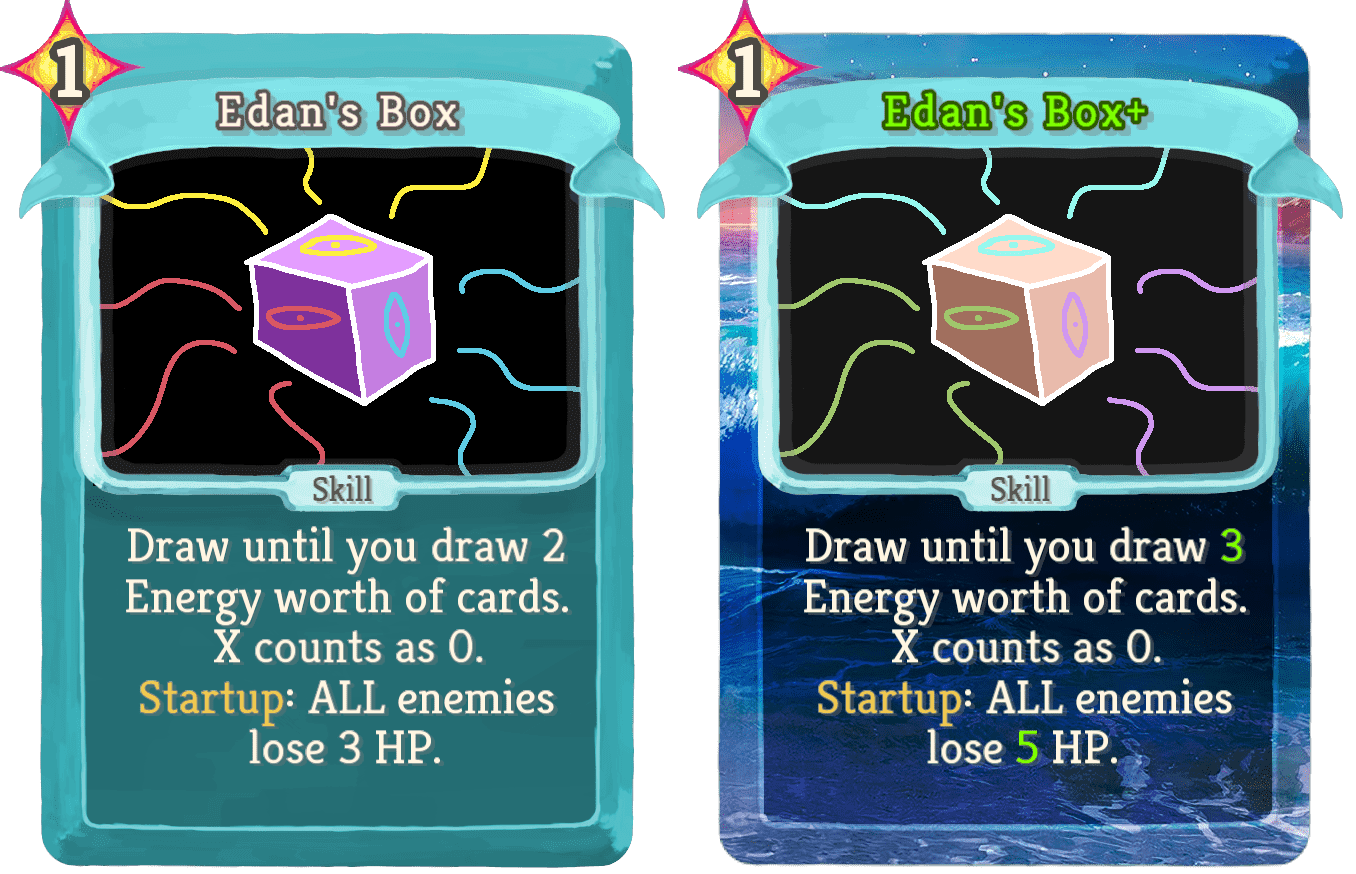 1
Edan's Box
Skill
Draw until you draw 2
Energy worth of cards.
X counts as 0.
Startup: ALL enemies
lose 3 HP.
1
Edan's Box+
Skill
Draw until you draw 3
Energy worth of cards.
X counts as 0.
Startup: ALL enemies
lose 5 HP.